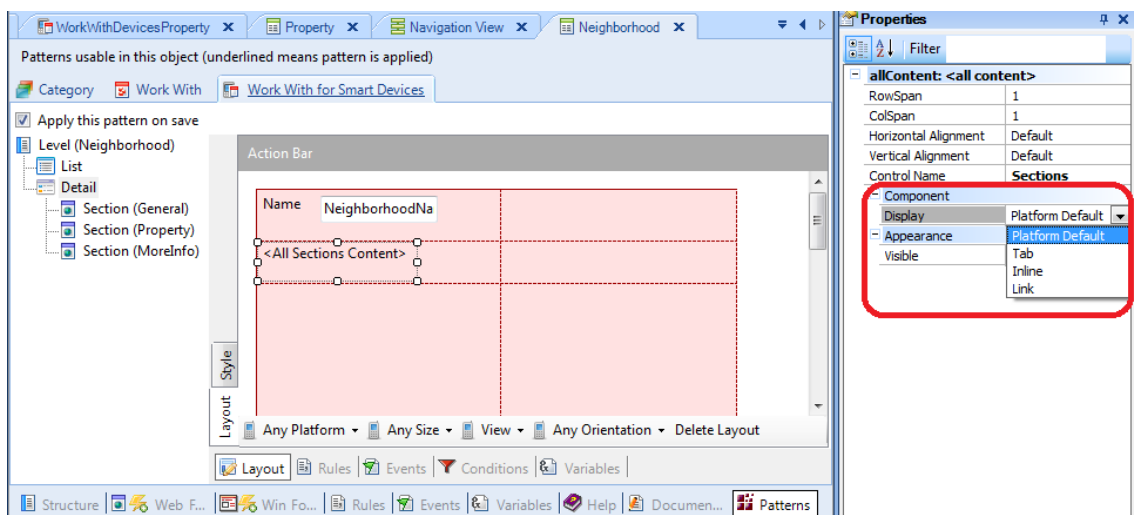 WorkWithDevicesProperty Property Navigation View Neighborhood
Patterns usable in this object (underlined means pattern is applied)
Category Work With Work With for Smart Devices
Apply this pattern on save
Level (Neighborhood)
List
Detail
Section (General)
Section (Property)
Section (MoreInfo)
Action Bar
Name NeighborhoodNa
<All Sections Content>
Style
Layout
Any Platform Any Size View Any Orientation Delete Layout
Layout Rules Events Conditions Variables
Structure Web F... Win Fo... Rules Events Variables Help Documen... Patterns
Properties
Filter
allContent: <all content>
RowSpan 1
ColSpan 1
Horizontal Alignment Default
Vertical Alignment Default
Control Name Sections
Component
Display Platform Default
Appearance Platform Default
Visible Tab
Inline
Link